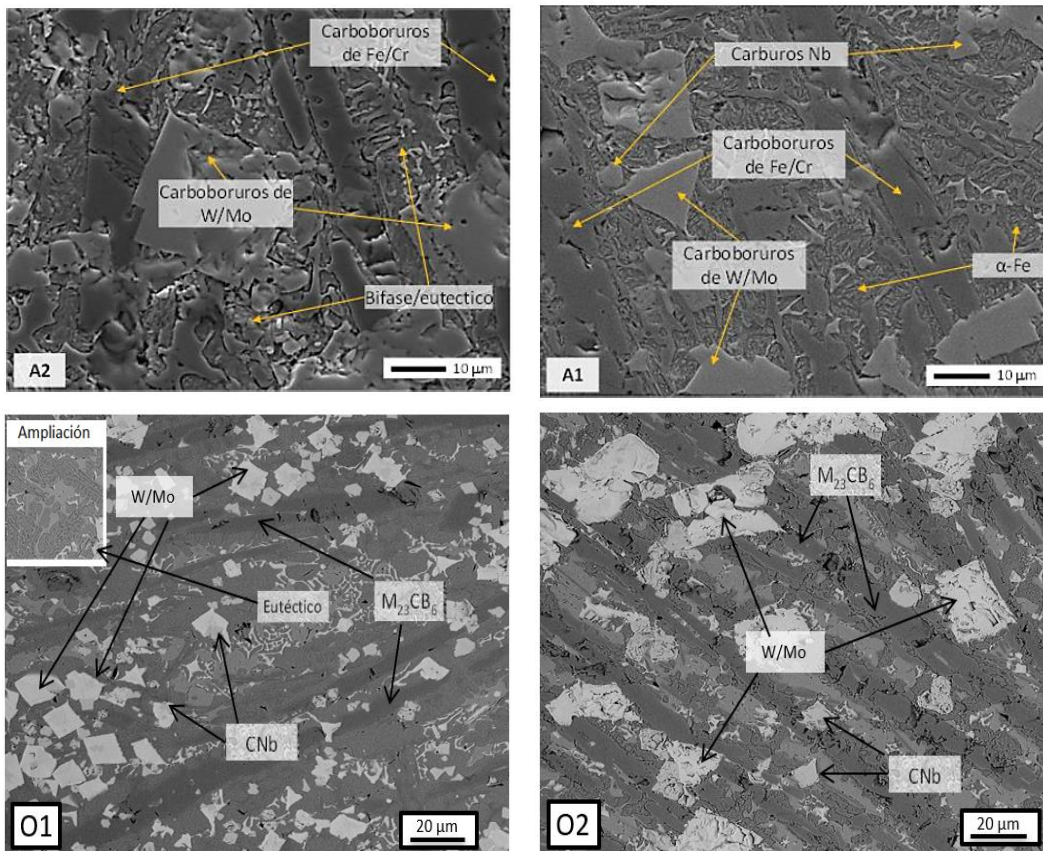 Carboboruros
de Fe/Cr
Carboboruros de
W/Mo
Bifase/eutectico
A2
10 µm
Carburos Nb
Carboboruros
de Fe/Cr
Carboboruros
de W/Mo
α-Fe
A1
10 µm
Ampliación
W/Mo
Eutéctico
M₂₃CB₆
CNb
O1
20 µm
M₂₃CB₆
W/Mo
CNb
O2
20 µm